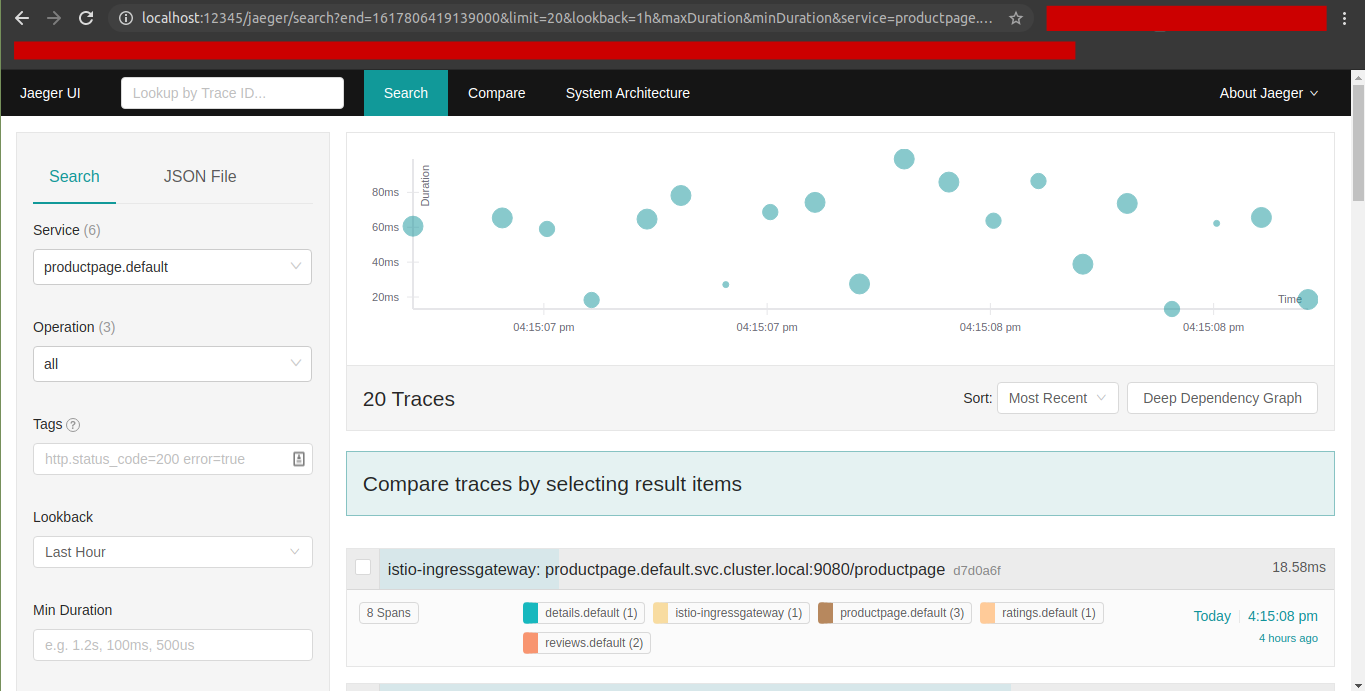 localhost:12345/jaeger/search?end=1617806419139000&limit=20&lookback=1h&maxDuration&minDuration&service=productpage.…
Jaeger UI
Lookup by Trace ID...
Search
Compare
System Architecture
About Jaeger
Search
JSON File
Service (6)
productpage.default
Operation (3)
all
Tags ?
http.status_code=200 error=true
Lookback
Last Hour
Min Duration
e.g. 1.2s, 100ms, 500us
Duration
80ms
60ms
40ms
20ms
Time
04:15:07 pm
04:15:07 pm
04:15:08 pm
04:15:08 pm
20 Traces
Sort:
Most Recent
Deep Dependency Graph
Compare traces by selecting result items
istio-ingressgateway: productpage.default.svc.cluster.local:9080/productpage d7d0a6f
18.58ms
8 Spans
details.default (1)
istio-ingressgateway (1)
productpage.default (3)
ratings.default (1)
reviews.default (2)
Today
4:15:08 pm
4 hours ago